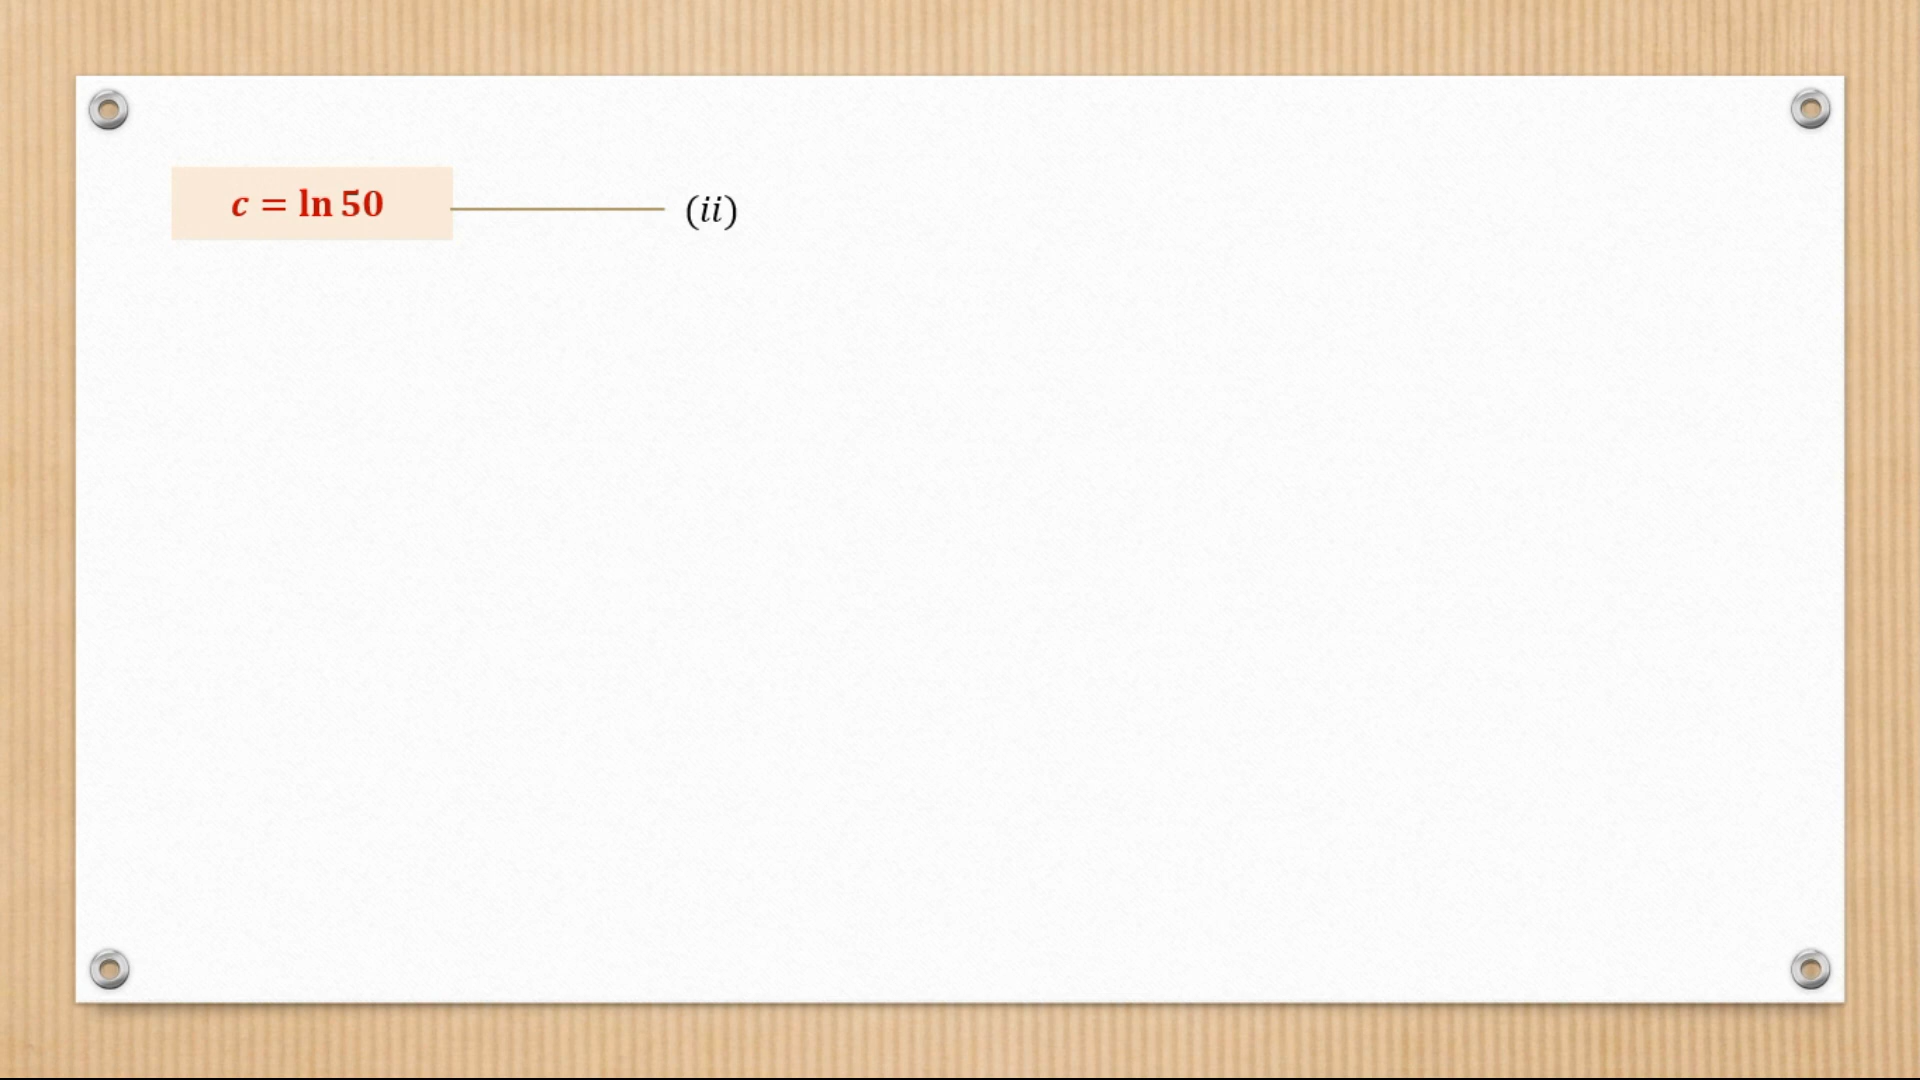 c = ln 50 (ii)